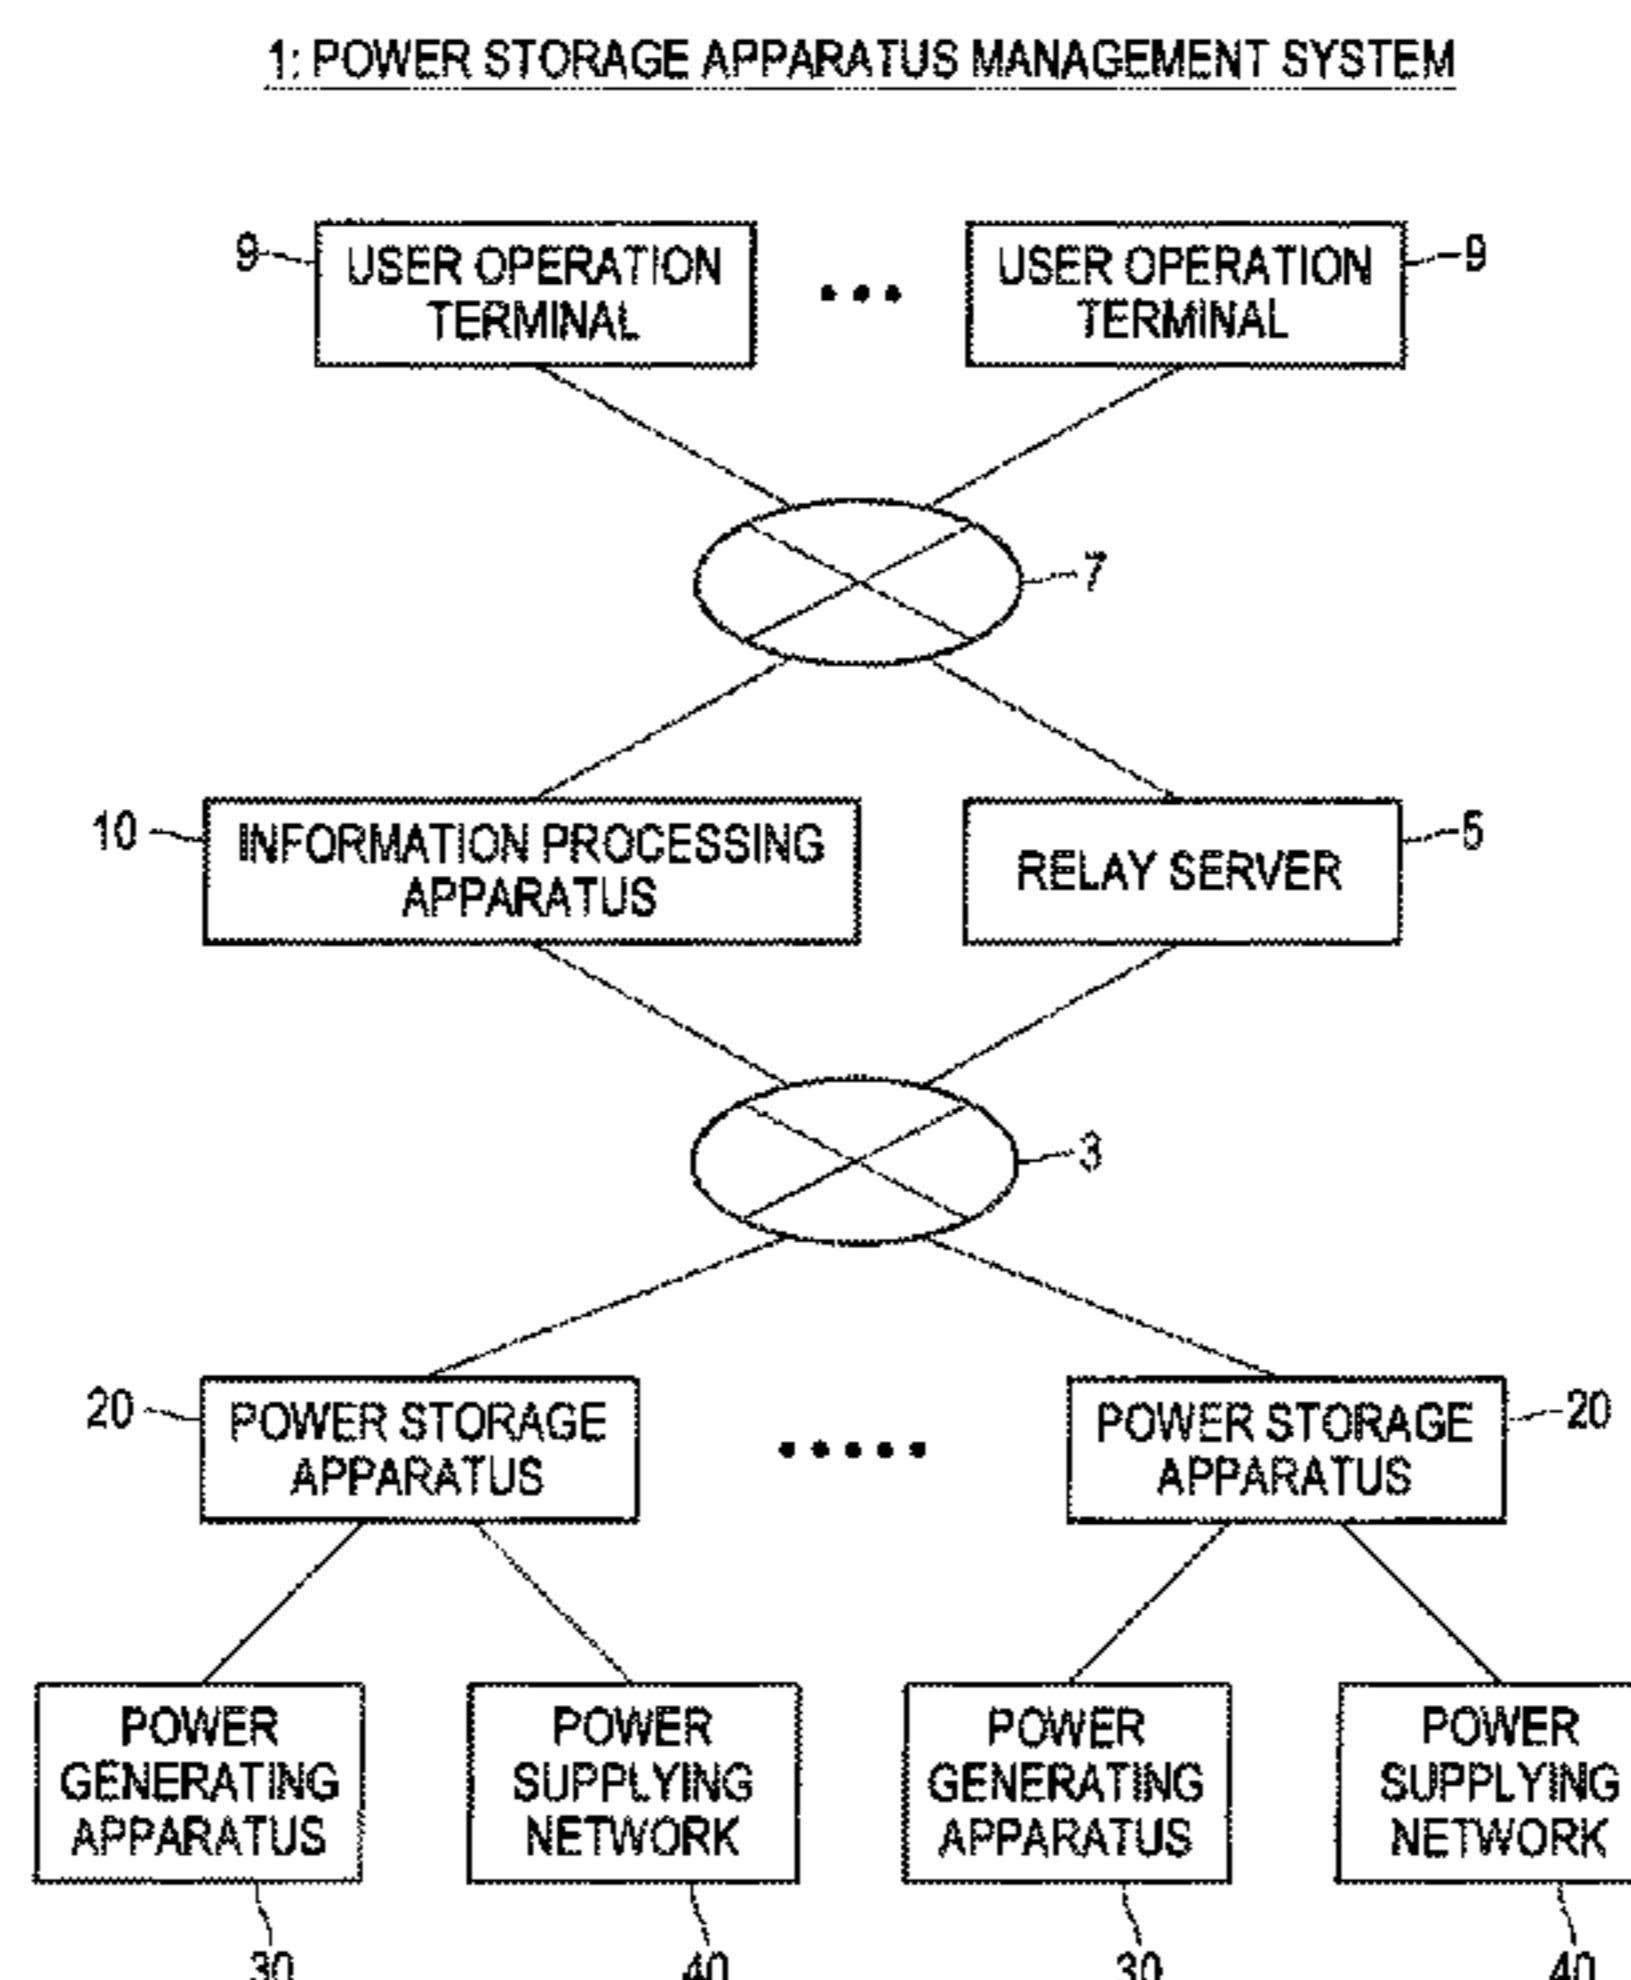 1: POWER STORAGE APPARATUS MANAGEMENT SYSTEM
9
USER OPERATION
TERMINAL
USER OPERATION
TERMINAL
9
7
10
INFORMATION PROCESSING
APPARATUS
RELAY SERVER
5
3
20
POWER STORAGE
APPARATUS
POWER STORAGE
APPARATUS
20
POWER
GENERATING
APPARATUS
POWER
SUPPLYING
NETWORK
POWER
GENERATING
APPARATUS
POWER
SUPPLYING
NETWORK
30
40
30
40